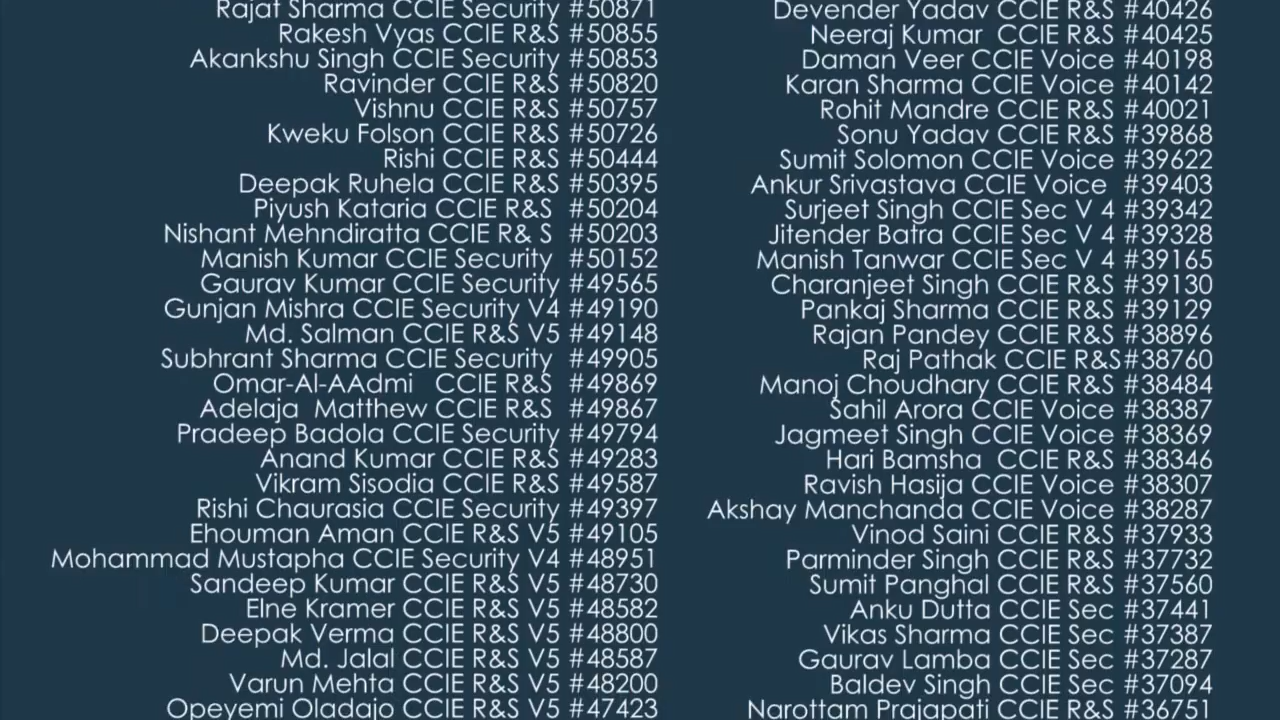 Rajat Sharma CCIE Security #50871
Rakesh Vyas CCIE R&S #50855
Akankshu Singh CCIE Security #50853
Ravinder CCIE R&S #50820
Vishnu CCIE R&S #50757
Kweku Folson CCIE R&S #50726
Rishi CCIE R&S #50444
Deepak Ruhela CCIE R&S #50395
Piyush Kataria CCIE R&S #50204
Nishant Mehndiratta CCIE R& S #50203
Manish Kumar CCIE Security #50152
Gaurav Kumar CCIE Security #49565
Gunjan Mishra CCIE Security V4 #49190
Md. Salman CCIE R&S V5 #49148
Subhrant Sharma CCIE Security #49905
Omar-Al-AAdmi CCIE R&S #49869
Adelaja Matthew CCIE R&S #49867
Pradeep Badola CCIE Security #49794
Anand Kumar CCIE R&S #49283
Vikram Sisodia CCIE R&S #49587
Rishi Chaurasia CCIE Security #49397
Ehouman Aman CCIE R&S V5 #49105
Mohammad Mustapha CCIE Security V4 #48951
Sandeep Kumar CCIE R&S V5 #48730
Elne Kramer CCIE R&S V5 #48582
Deepak Verma CCIE R&S V5 #48800
Md. Jalal CCIE R&S V5 #48587
Varun Mehta CCIE R&S V5 #48200
Opeyemi Oladajo CCIE R&S V5 #47423
Devender Yadav CCIE R&S #40426
Neeraj Kumar CCIE R&S #40425
Daman Veer CCIE Voice #40198
Karan Sharma CCIE Voice #40142
Rohit Mandre CCIE R&S #40021
Sonu Yadav CCIE R&S #39868
Sumit Solomon CCIE Voice #39622
Ankur Srivastava CCIE Voice #39403
Surjeet Singh CCIE Sec V 4 #39342
Jitender Batra CCIE Sec V 4 #39328
Manish Tanwar CCIE Sec V 4 #39165
Charanjeet Singh CCIE R&S #39130
Pankaj Sharma CCIE R&S #39129
Rajan Pandey CCIE R&S #38896
Raj Pathak CCIE R&S#38760
Manoj Choudhary CCIE R&S #38484
Sahil Arora CCIE Voice #38387
Jagmeet Singh CCIE Voice #38369
Hari Bamsha CCIE R&S #38346
Ravish Hasija CCIE Voice #38307
Akshay Manchanda CCIE Voice #38287
Vinod Saini CCIE R&S #37933
Parminder Singh CCIE R&S #37732
Sumit Panghal CCIE R&S #37560
Anku Dutta CCIE Sec #37441
Vikas Sharma CCIE Sec #37387
Gaurav Lamba CCIE Sec #37287
Baldev Singh CCIE Sec #37094
Narottam Prajapati CCIE R&S #36751